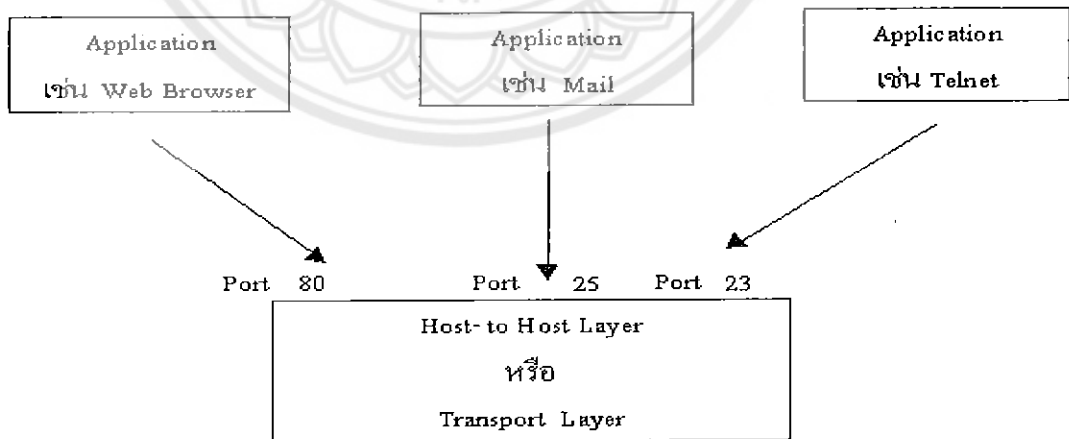 Application
เช่น Web Browser
Application
เช่น Mail
Application
เช่น Telnet
Port 80
Port 25
Port 23
Host-to Host Layer
หรือ
Transport Layer